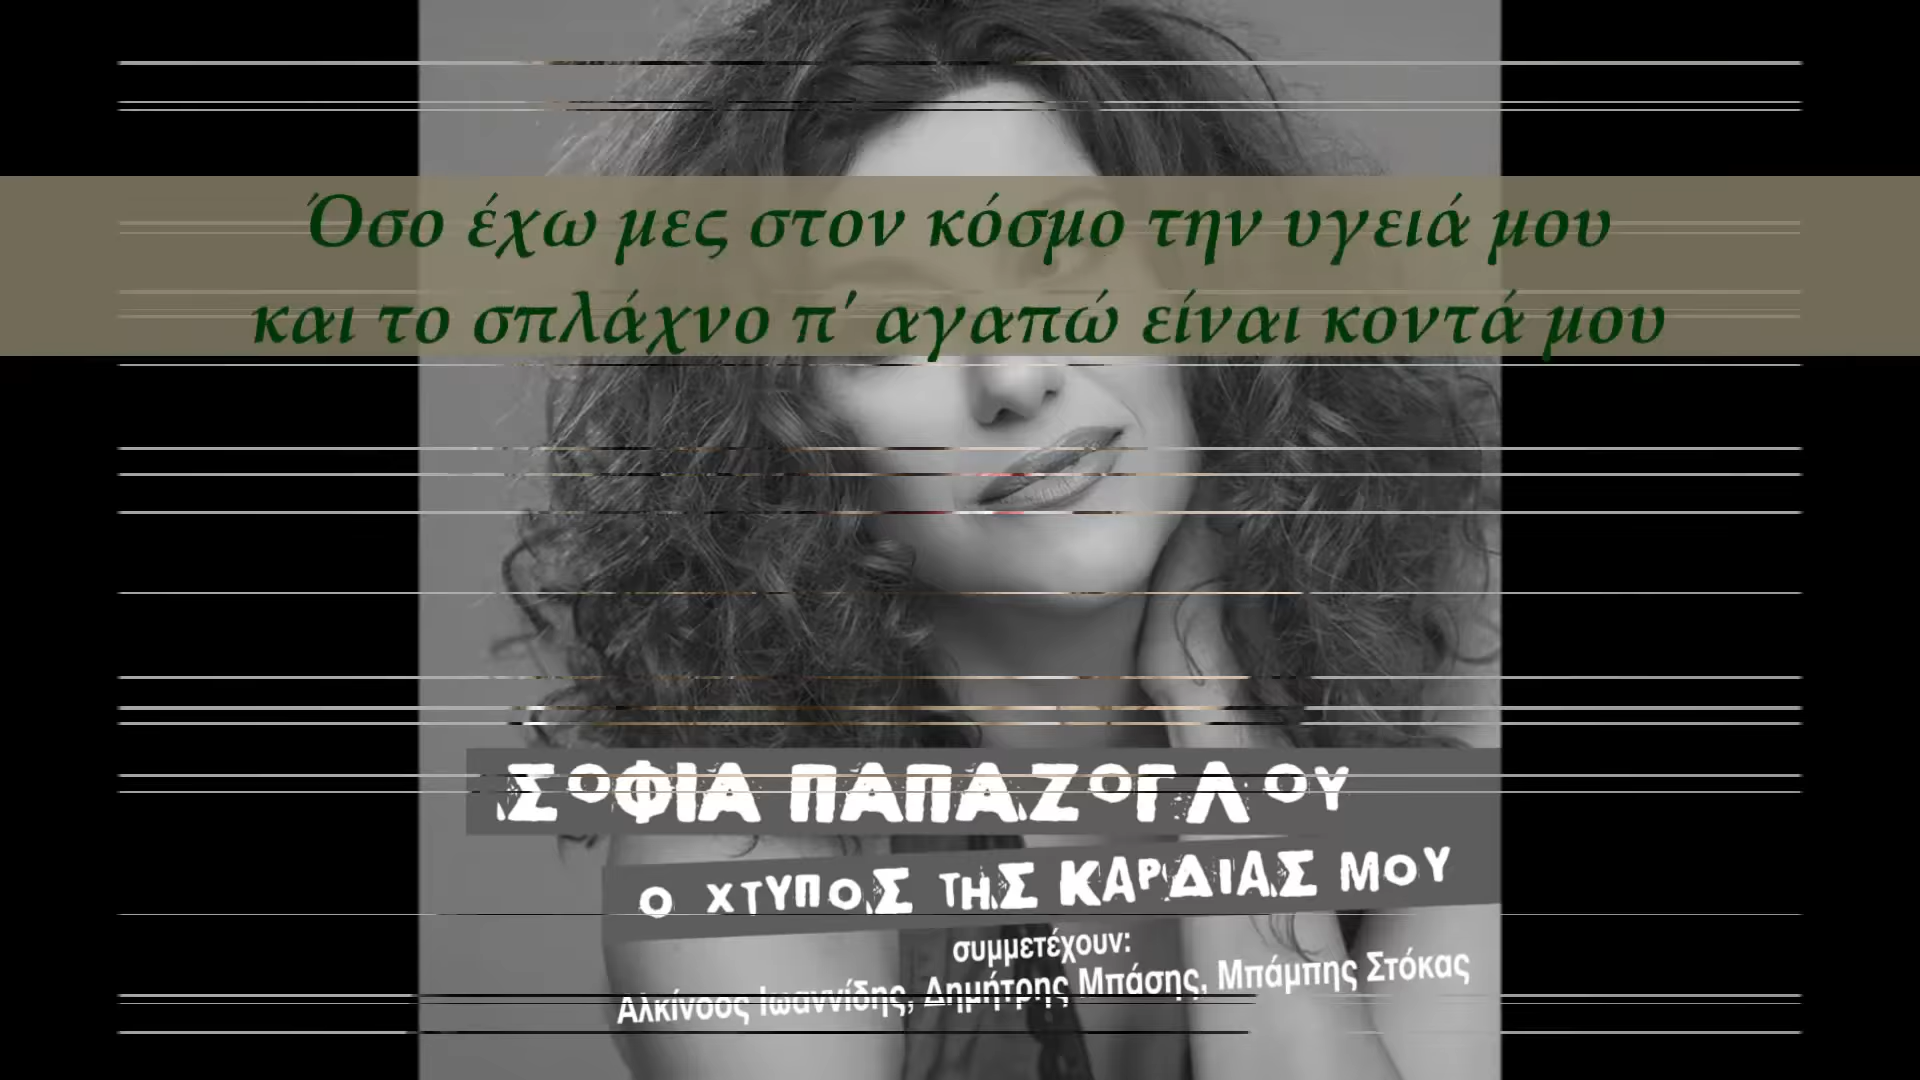 Όσο έχω μες στον κόσμο την υγειά μου
και το σπλάχνο π' αγαπώ είναι κοντά μου
ΣΟΦΙΑ ΠΑΠΑΖΟΓΛΟΥ
Ο ΧΤΥΠΟΣ ΤΗΣ ΚΑΡΔΙΑΣ ΜΟΥ
συμμετέχουν:
Αλκίνοος Ιωαννίδης, Δημήτρης Μπάσης, Μπάμπης Στόκας